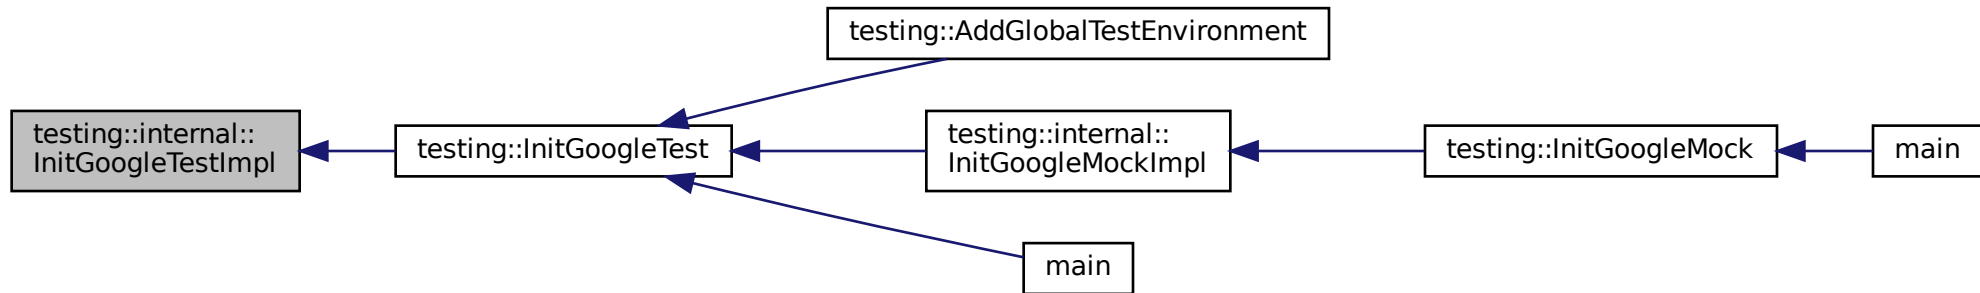 testing::AddGlobalTestEnvironment
testing::internal::
InitGoogleTestImpl
testing::InitGoogleTest
testing::internal::
InitGoogleMockImpl
testing::InitGoogleMock
main
main